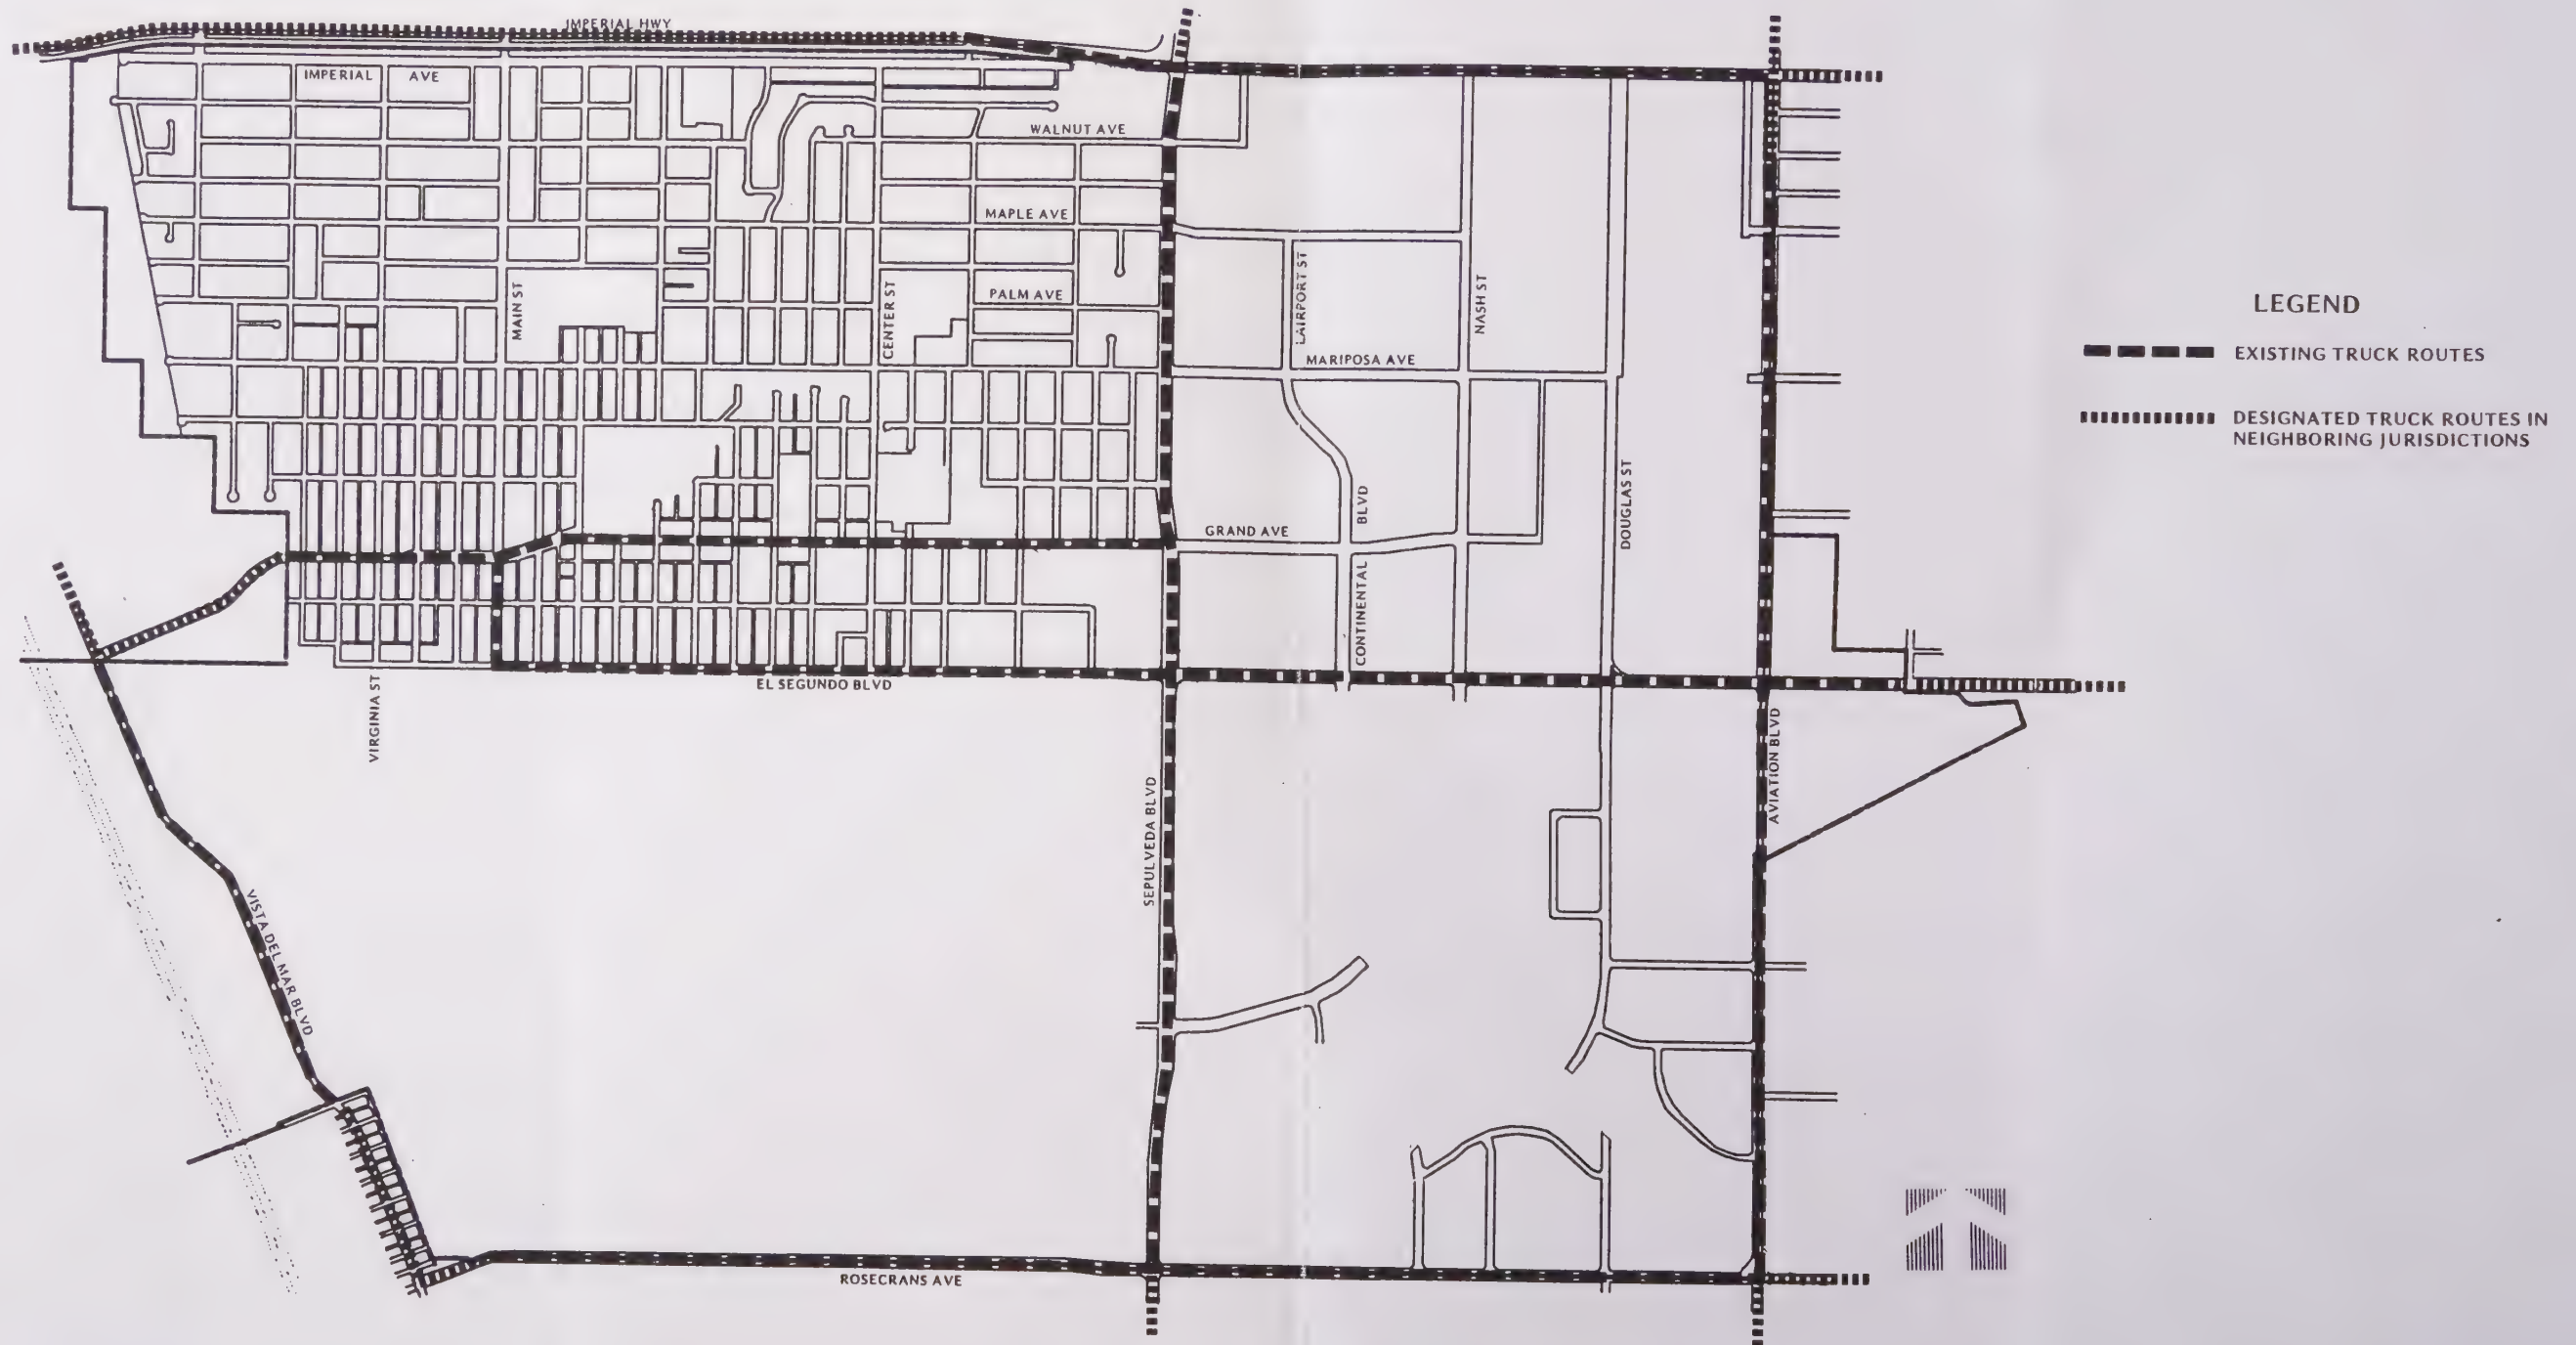 IMPERIAL HWY
IMPERIAL AVE
WALNUT AVE
MAPLE AVE
PALM AVE
MAIN ST
CENTER ST
LAIRPORT ST
NASH ST
MARIPOSA AVE
LEGEND
EXISTING TRUCK ROUTES
DESIGNATED TRUCK ROUTES IN
NEIGHBORING JURISDICTIONS
GRAND AVE
CONTINENTAL BLVD
DOUGLAS ST
EL SEGUNDO BLVD
VIRGINIA ST
SEPULVEDA BLVD
AVIATION BLVD
VISTA DEL MAR BLVD
ROSECRANS AVE